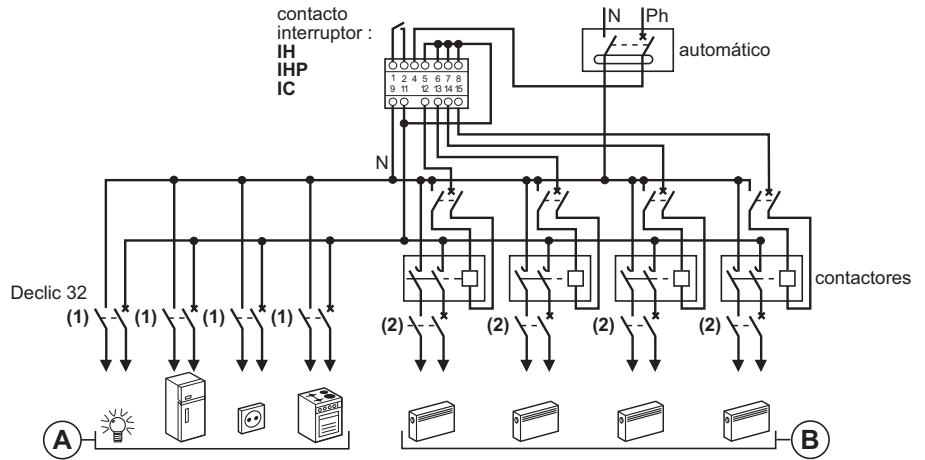 contacto
interruptor :
IH
IHP
IC
N Ph
automático
1 2 4 5 6 7 8
9 11 12 13 14 15
N
Declic 32
contactores
(1) (1) (1) (1) (2) (2) (2) (2)
A B